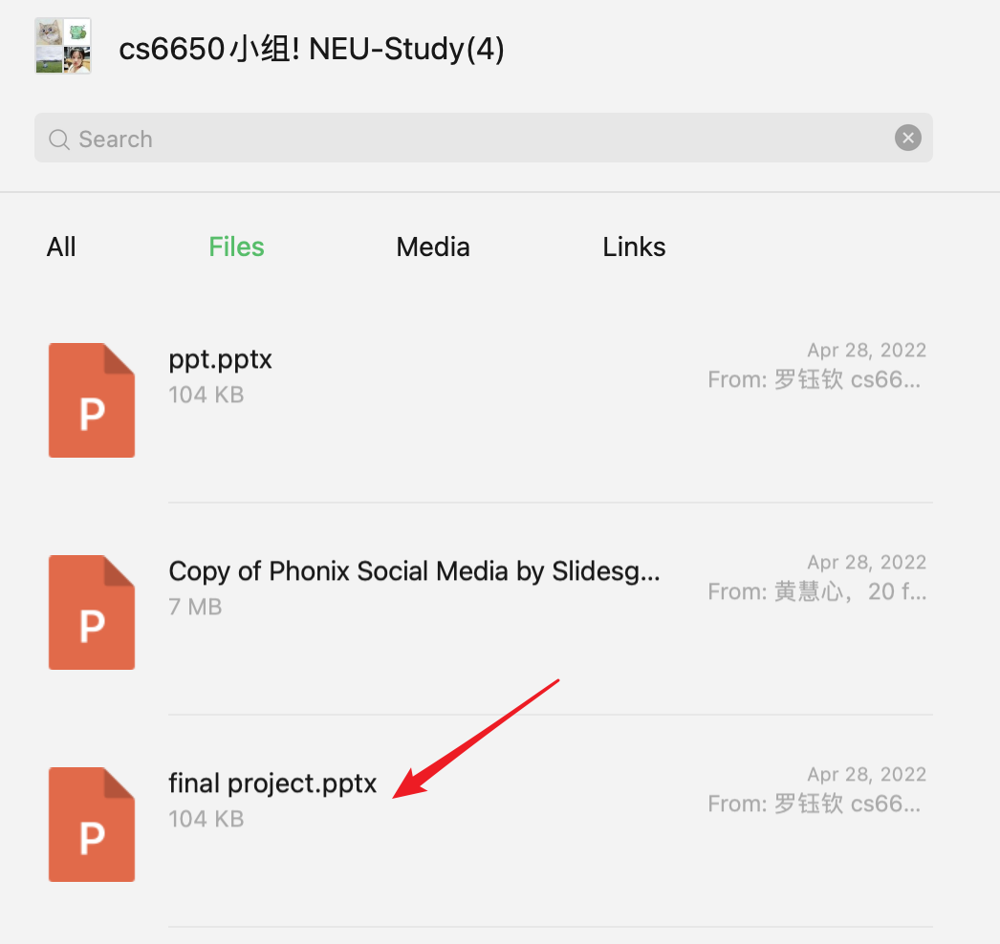 cs6650小组! NEU-Study(4)
Search
All Files Media Links
ppt.pptx
Apr 28, 2022
104 KB
From: 罗钰钦 cs66...
P
Copy of Phonix Social Media by Slidesg...
Apr 28, 2022
7 MB
From: 黄慧心，20 f...
P
final project.pptx
Apr 28, 2022
104 KB
From: 罗钰钦 cs66...
P